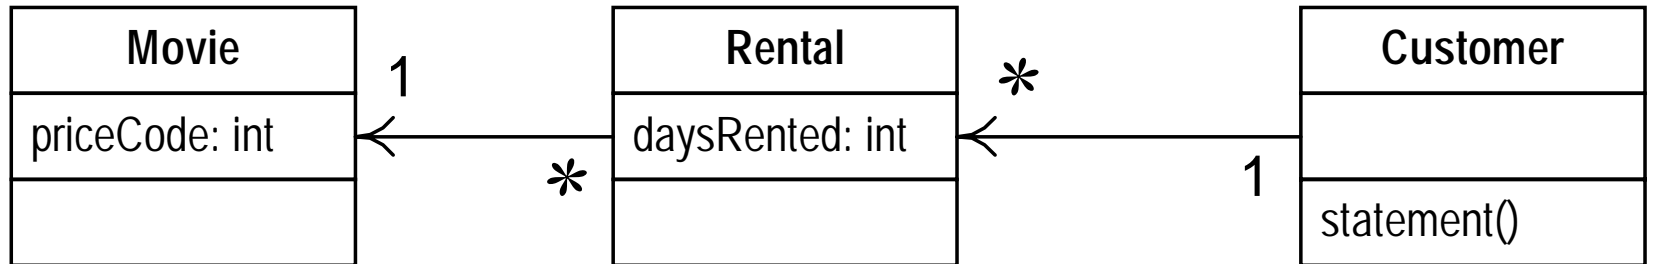 Movie
priceCode: int
1
*
Rental
daysRented: int
*
1
Customer
statement()